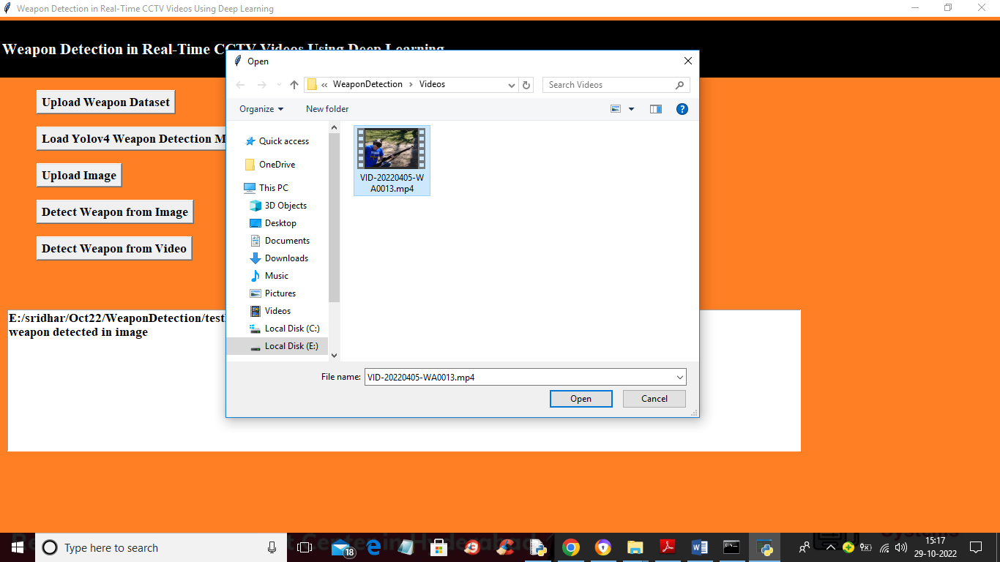 Weapon Detection in Real-Time CCTV Videos Using Deep Learning
Weapon Detection in Real-Time CCTV Videos Using Deep Learning
Upload Weapon Dataset
Load Yolov4 Weapon Detection M
Upload Image
Detect Weapon from Image
Detect Weapon from Video
E:/sridhar/Oct22/WeaponDetection/test
weapon detected in image
Open
« WeaponDetection › Videos
Search Videos
Organize
New folder
Quick access
OneDrive
This PC
3D Objects
Desktop
Documents
Downloads
Music
Pictures
Videos
Local Disk (C:)
Local Disk (E:)
VID-20220405-W
A0013.mp4
File name: VID-20220405-WA0013.mp4
Open Cancel
Type here to search
18
15:17
29-10-2022